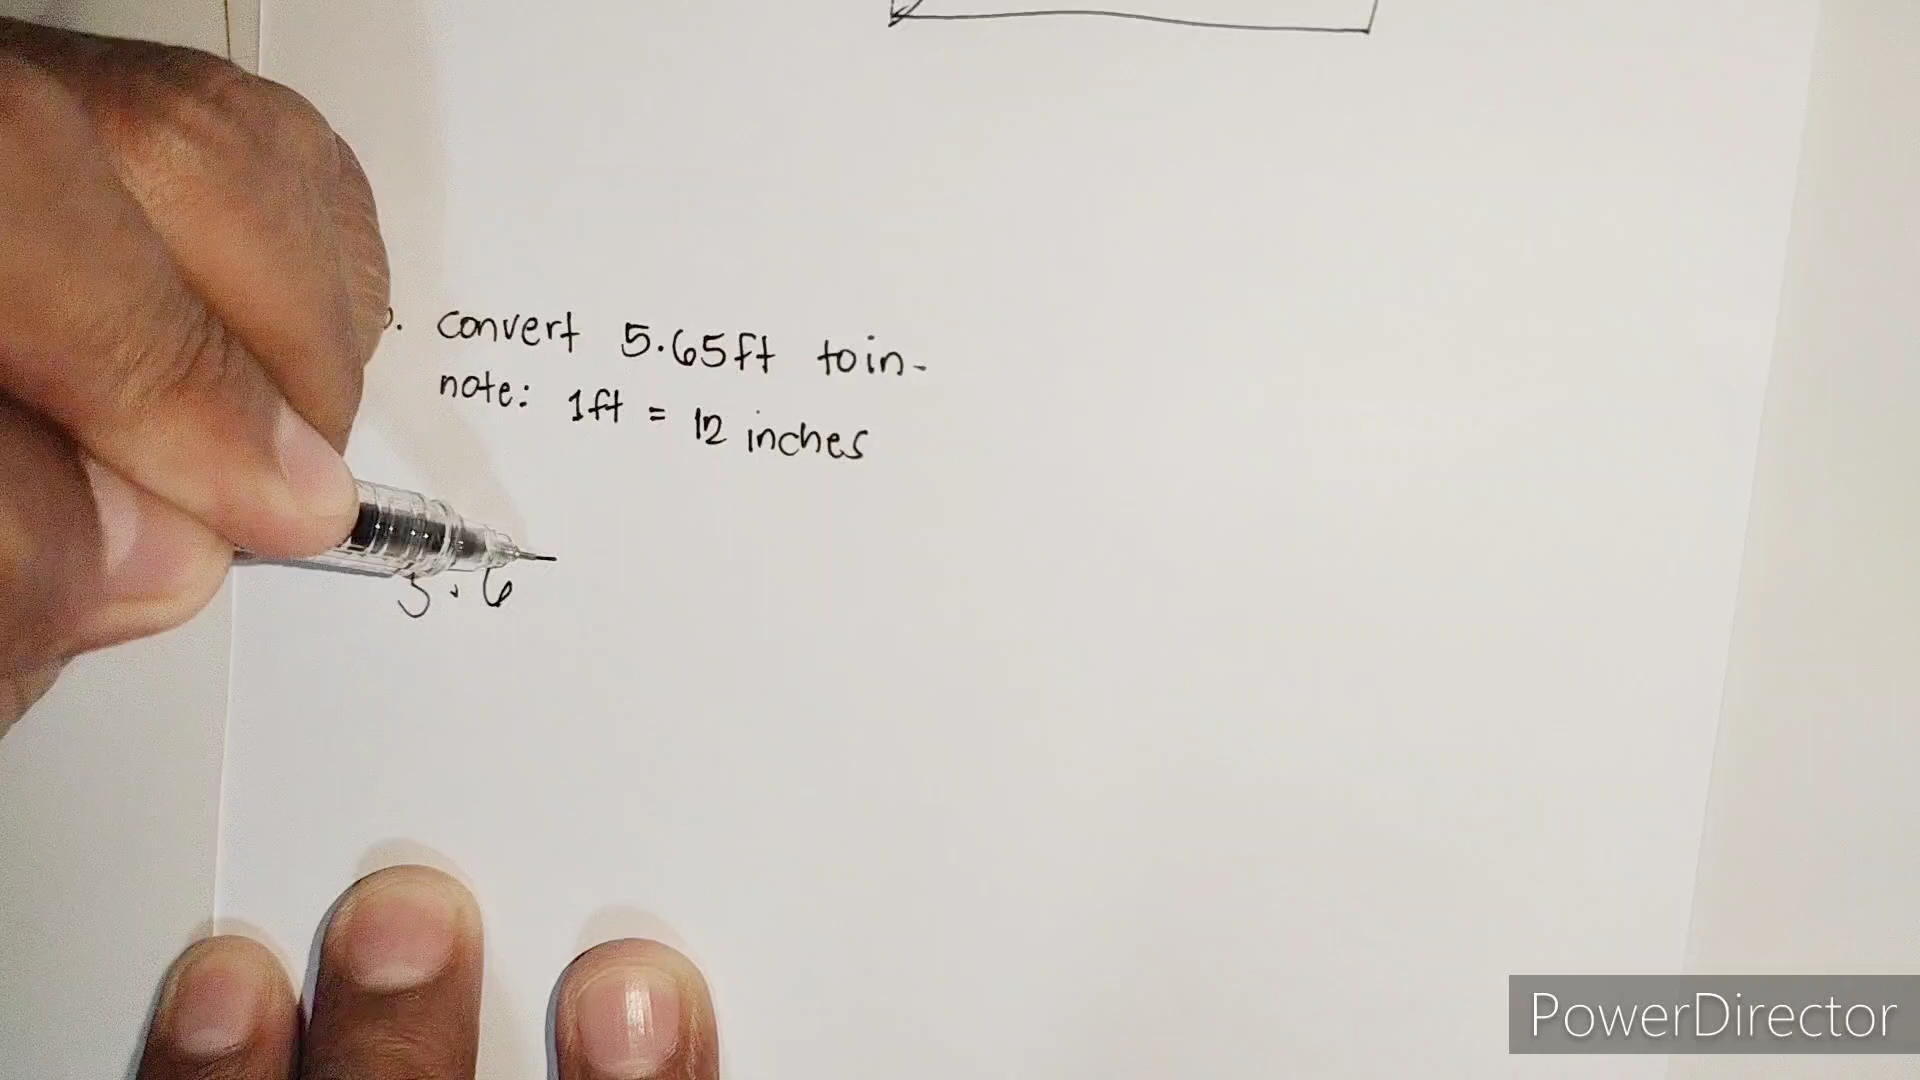 . convert 5.65ft to in.
note: 1ft = 12 inches
5.6
PowerDirector